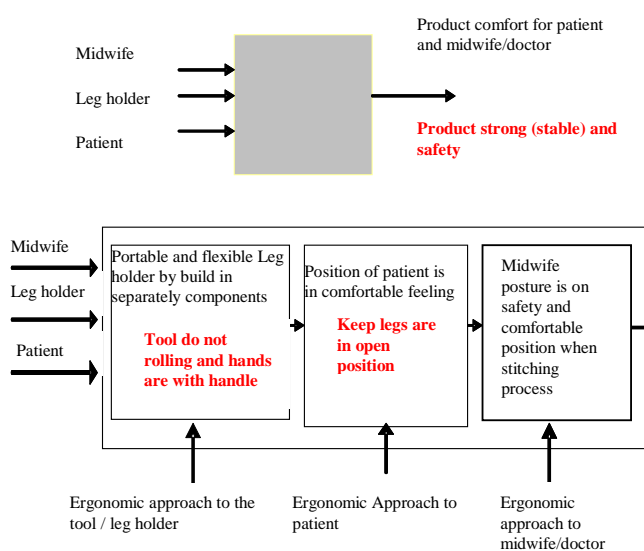 Product comfort for patient
and midwife/doctor
Midwife
Leg holder
Patient
Product strong (stable) and
safety
Midwife
Leg holder
Patient
Portable and flexible Leg
holder by build in
separately components
Tool do not
rolling and hands
are with handle
Position of patient is
in comfortable feeling
Keep legs are
in open
position
Midwife
posture is on
safety and
comfortable
position when
stitching
process
Ergonomic approach to the
tool / leg holder
Ergonomic Approach to
patient
Ergonomic
approach to
midwife/doctor